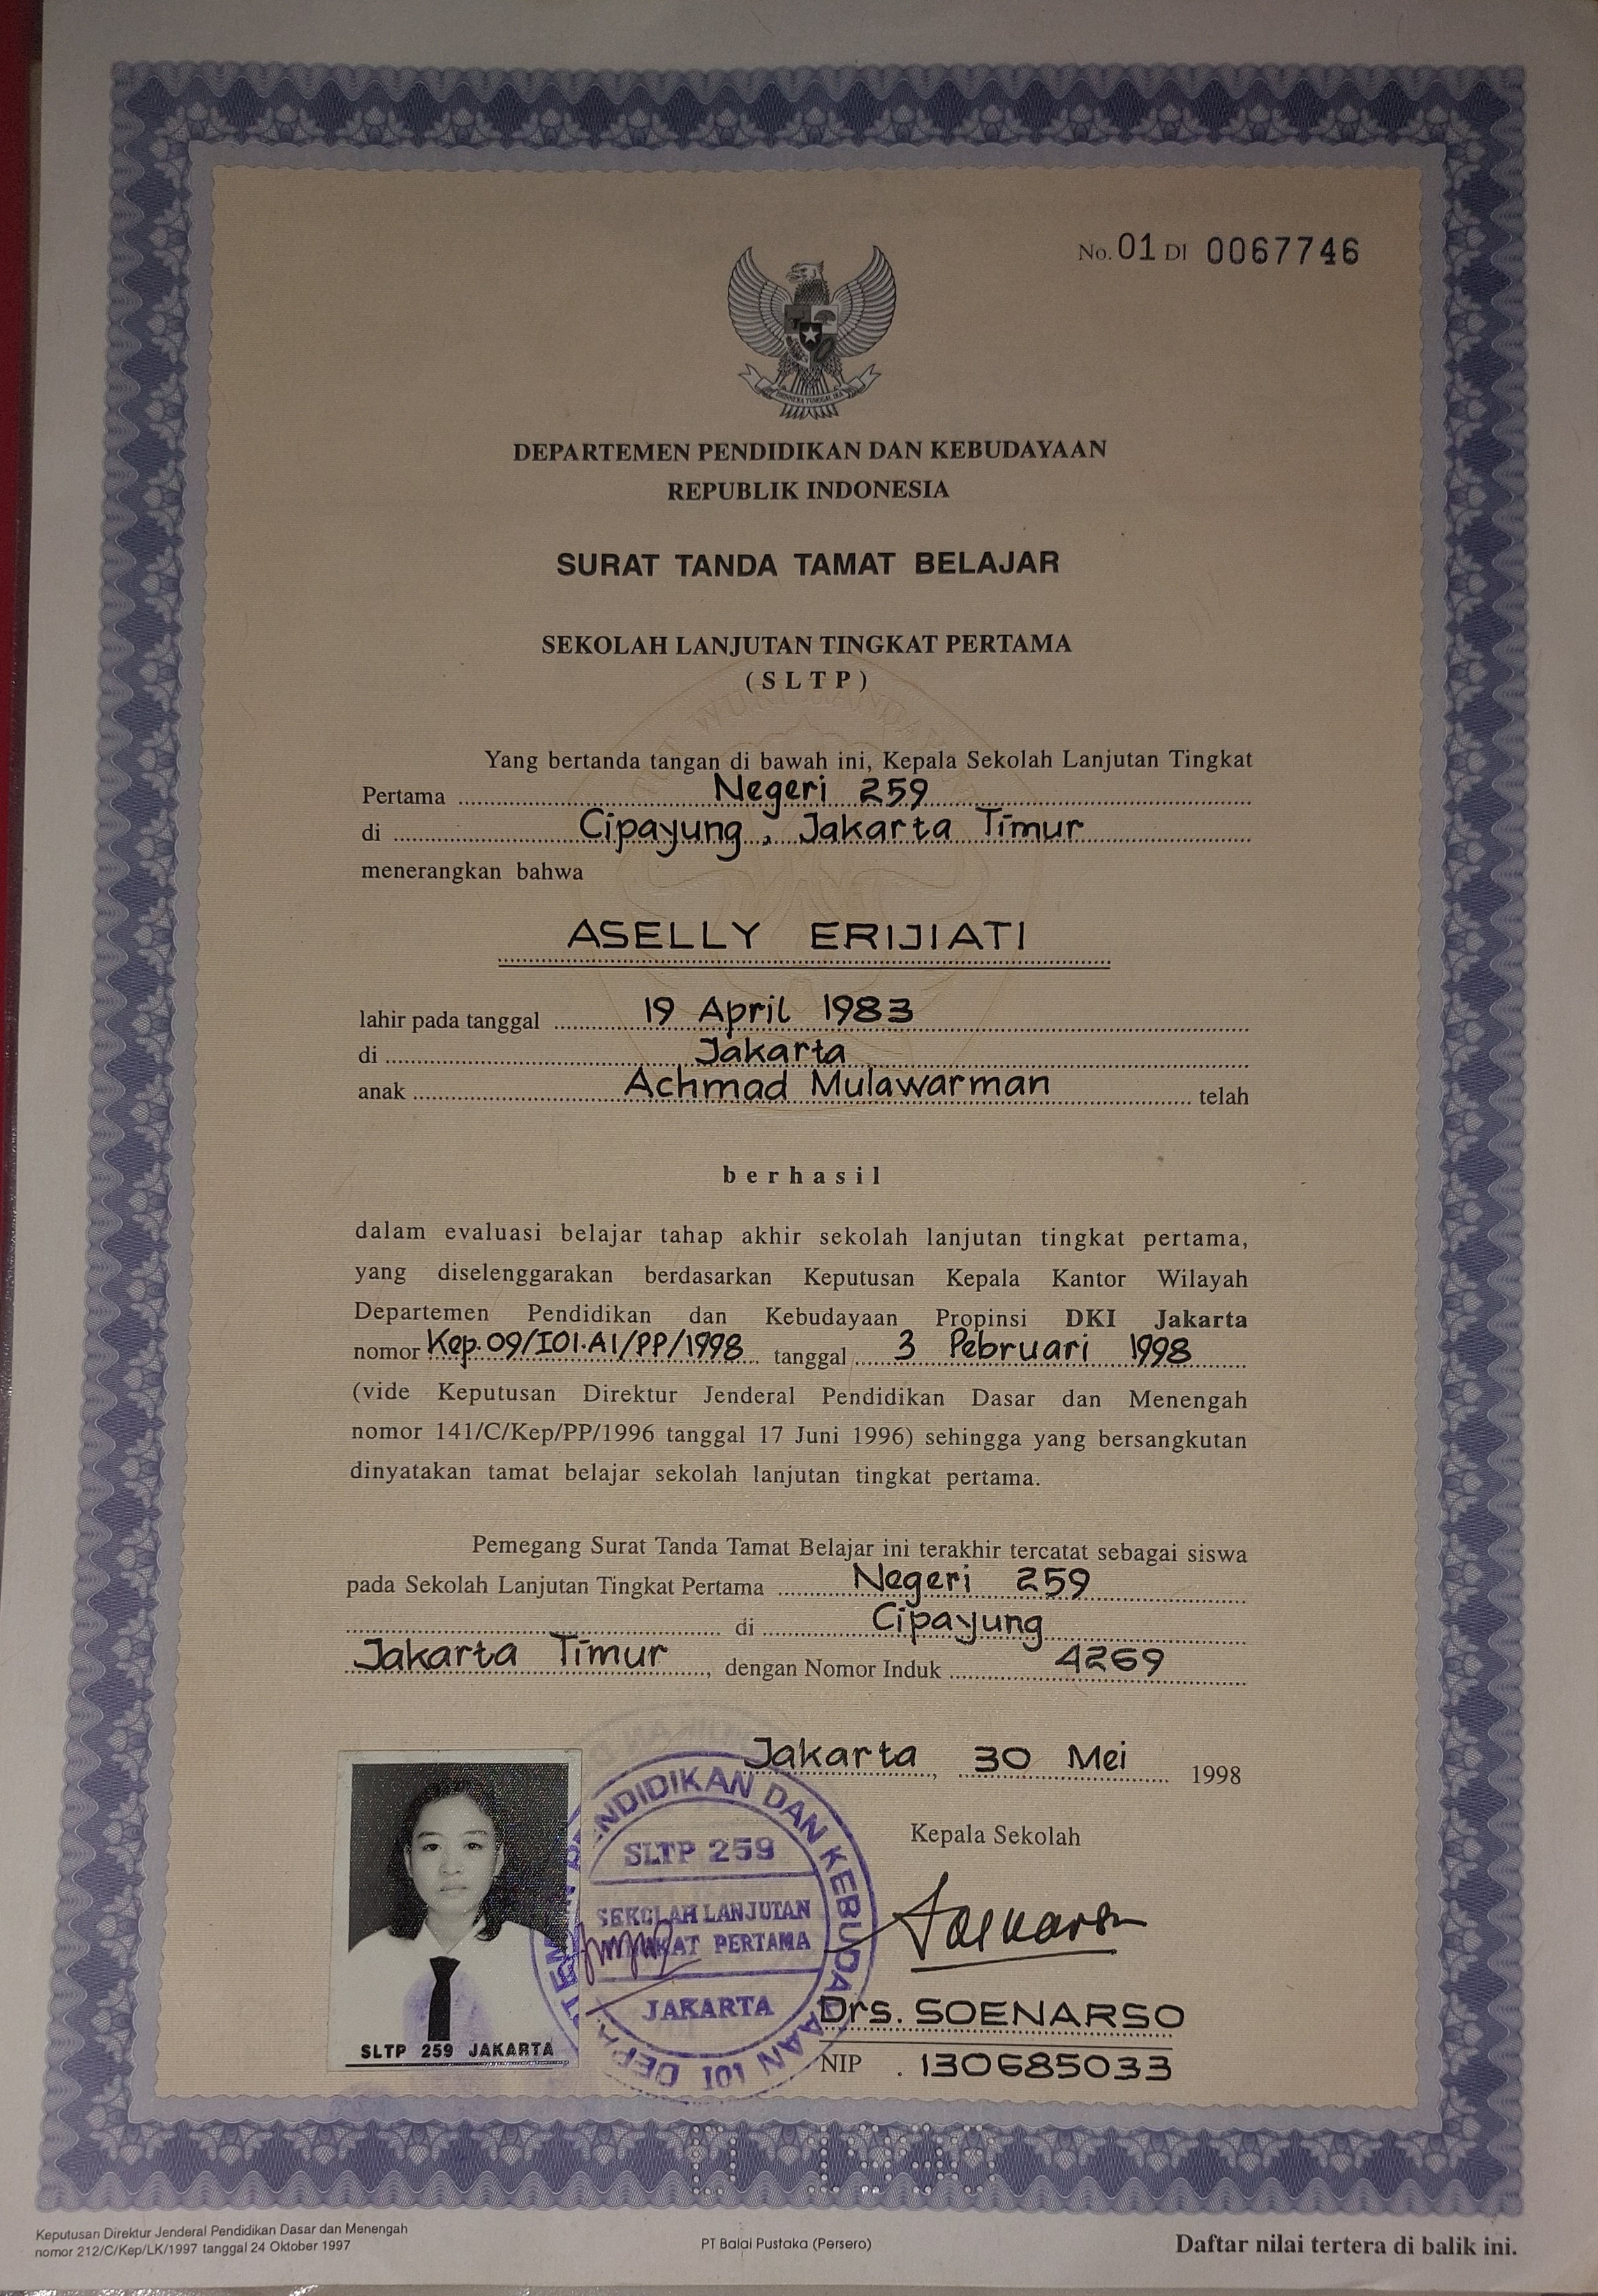 No. 01 DI 0067746
BHINNEKA TUNGGAL IKA
DEPARTEMEN PENDIDIKAN DAN KEBUDAYAAN
REPUBLIK INDONESIA
SURAT TANDA TAMAT BELAJAR
SEKOLAH LANJUTAN TINGKAT PERTAMA
(SLTP)
Yang bertanda tangan di bawah ini, Kepala Sekolah Lanjutan Tingkat
Pertama Negeri 259
di Cipayung, Jakarta Timur
menerangkan bahwa
ASELLY ERIJIATI
lahir pada tanggal 19 April 1983
di Jakarta
anak Achmad Mulawarman telah
berhasil
dalam evaluasi belajar tahap akhir sekolah lanjutan tingkat pertama,
yang diselenggarakan berdasarkan Keputusan Kepala Kantor Wilayah
Departemen Pendidikan dan Kebudayaan Propinsi DKI Jakarta
nomor Kep.09/I01.A1/PP/1998 tanggal 3 Pebruari 1998
(vide Keputusan Direktur Jenderal Pendidikan Dasar dan Menengah
nomor 141/C/Kep/PP/1996 tanggal 17 Juni 1996) sehingga yang bersangkutan
dinyatakan tamat belajar sekolah lanjutan tingkat pertama.
Pemegang Surat Tanda Tamat Belajar ini terakhir tercatat sebagai siswa
pada Sekolah Lanjutan Tingkat Pertama Negeri 259
di Cipayung
Jakarta Timur, dengan Nomor Induk 4269
Jakarta, 30 Mei 1998
Kepala Sekolah
Drs. SOENARSO
NIP . 130685033
SLTP 259 JAKARTA
PENDIDIKAN DAN KEBUDAYAAN 101
SLTP 259
SEKOLAH LANJUTAN
PERTAMA
JAKARTA
Keputusan Direktur Jenderal Pendidikan Dasar dan Menengah
nomor 212/C/Kep/LK/1997 tanggal 24 Oktober 1997
PT Balai Pustaka (Persero)
Daftar nilai tertera di balik ini.